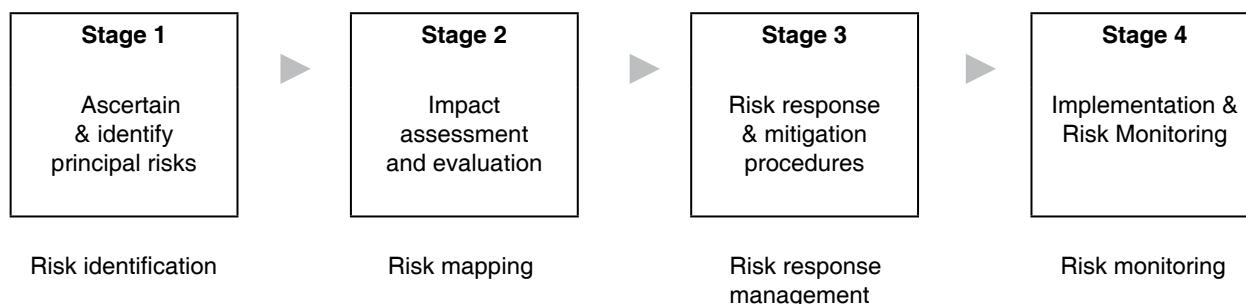 Stage 1
Ascertain
& identify
principal risks
Risk identification
Stage 2
Impact
assessment
and evaluation
Risk mapping
Stage 3
Risk response
& mitigation
procedures
Risk response
management
Stage 4
Implementation &
Risk Monitoring
Risk monitoring